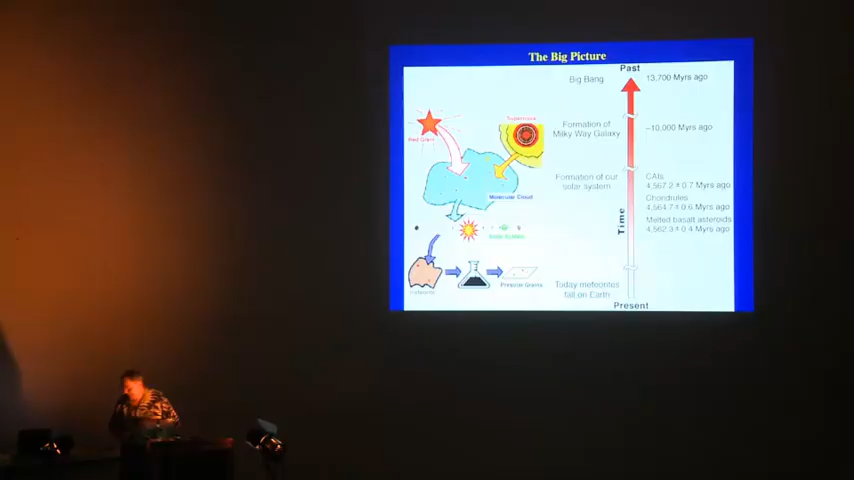 The Big Picture
Past
Big Bang
13,700 Myrs ago
Red Giant
Supernova
Formation of
Milky Way Galaxy
~10,000 Myrs ago
Molecular Cloud
Formation of our
solar system
CAIs
4,567.2 ± 0.7 Myrs ago
Chondrules
4,564.7 ± 0.6 Myrs ago
Melted basalt asteroids
4,562.3 ± 0.4 Myrs ago
Time
Presolar Grains
Today meteorites
fall on Earth
Present